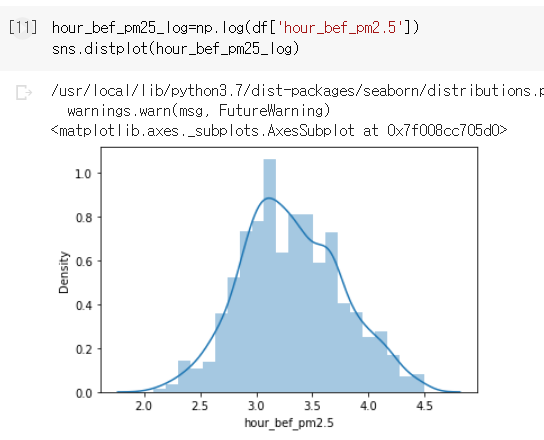 [11] hour_bef_pm25_log=np.log(df['hour_bef_pm2.5'])
sns.distplot(hour_bef_pm25_log)
/usr/local/lib/python3.7/dist-packages/seaborn/distributions.p
warnings.warn(msg, FutureWarning)
<matplotlib.axes._subplots.AxesSubplot at 0x7f008cc705d0>
1.0
0.8
0.6
0.4
0.2
0.0
Density
2.0 2.5 3.0 3.5 4.0 4.5
hour_bef_pm2.5